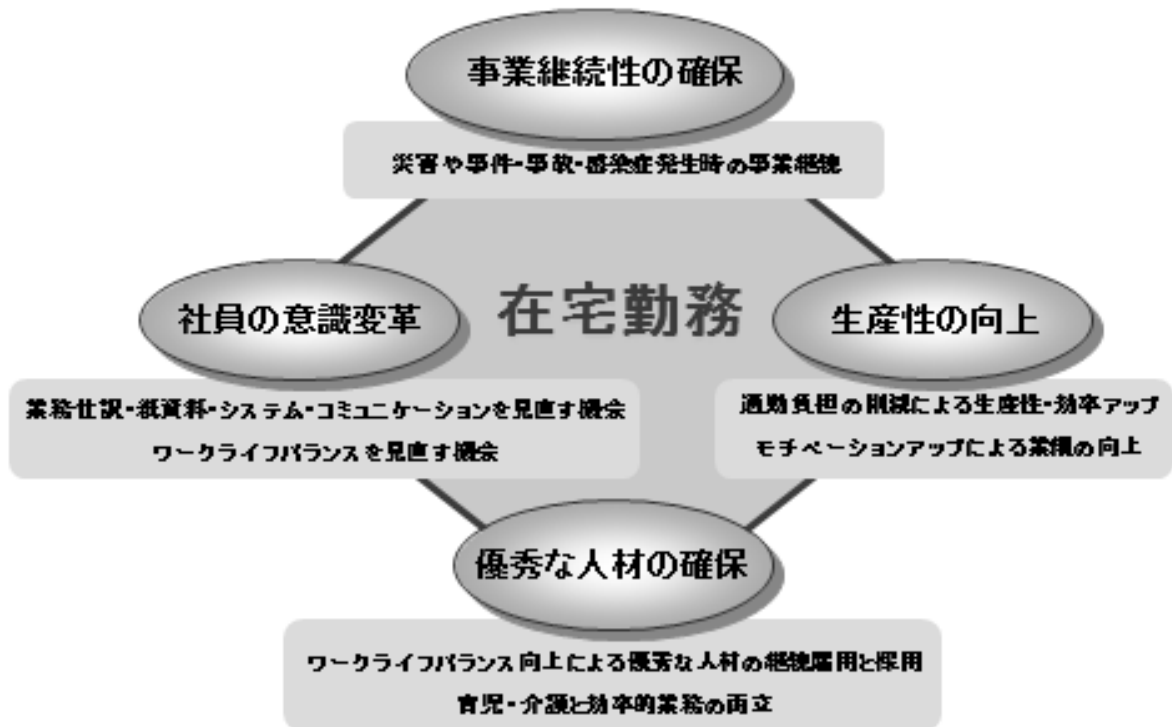 事業継続性の確保
災害や事件・事故・感染症発生時の事業継続
社員の意識変革
在宅勤務
生産性の向上
業務仕訳・紙資料・システム・コミュニケーションを見直す機会
ワークライフバランスを見直す機会
通勤負担の削減による生産性・効率アップ
モチベーションアップによる業績の向上
優秀な人材の確保
ワークライフバランス向上による優秀な人材の継続雇用と採用
育児・介護と効率的業務の両立